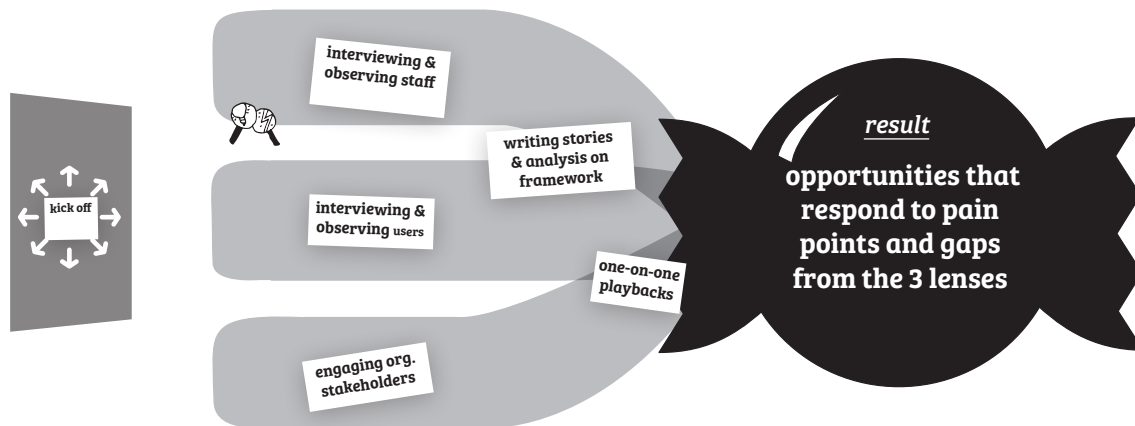 kick off
interviewing &
observing staff
interviewing &
observing users
engaging org.
stakeholders
writing stories
& analysis on
framework
one-on-one
playbacks
result
opportunities that
respond to pain
points and gaps
from the 3 lenses